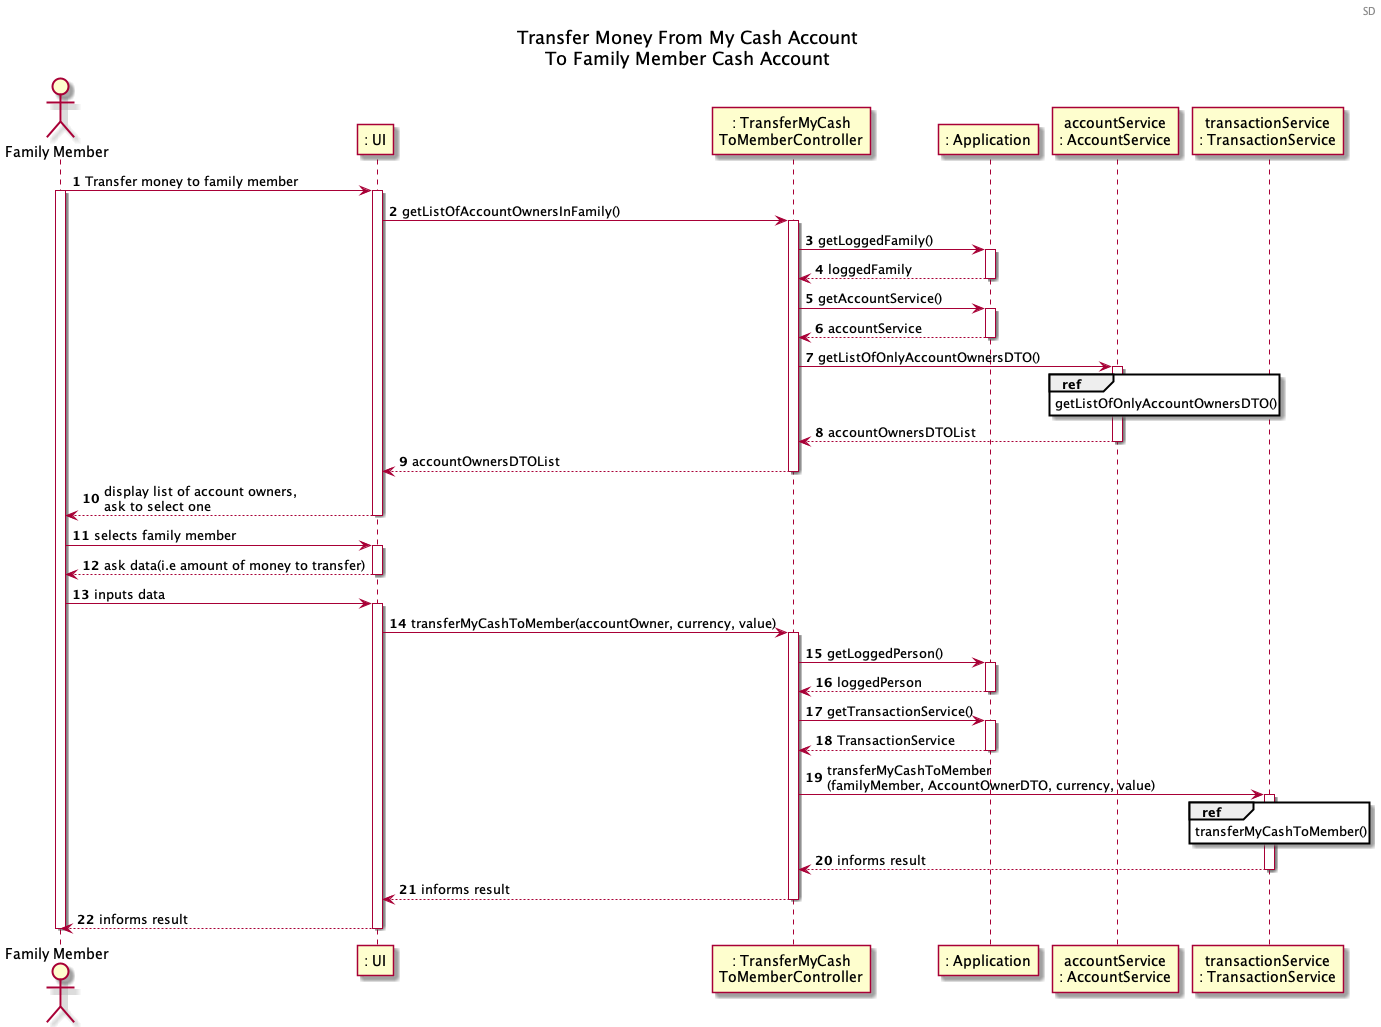 SD
Transfer Money From My Cash Account
To Family Member Cash Account
Family Member
: UI
: TransferMyCash
ToMemberController
: Application
accountService
: AccountService
transactionService
: TransactionService
1 Transfer money to family member
2 getListOfAccountOwnersInFamily()
3 getLoggedFamily()
4 loggedFamily
5 getAccountService()
6 accountService
7 getListOfOnlyAccountOwnersDTO()
ref
getListOfOnlyAccountOwnersDTO()
8 accountOwnersDTOList
9 accountOwnersDTOList
10 display list of account owners,
ask to select one
11 selects family member
12 ask data(i.e amount of money to transfer)
13 inputs data
14 transferMyCashToMember(accountOwner, currency, value)
15 getLoggedPerson()
16 loggedPerson
17 getTransactionService()
18 TransactionService
19 transferMyCashToMember
(familyMember, AccountOwnerDTO, currency, value)
ref
transferMyCashToMember()
20 informs result
21 informs result
22 informs result
Family Member
: UI
: TransferMyCash
ToMemberController
: Application
accountService
: AccountService
transactionService
: TransactionService